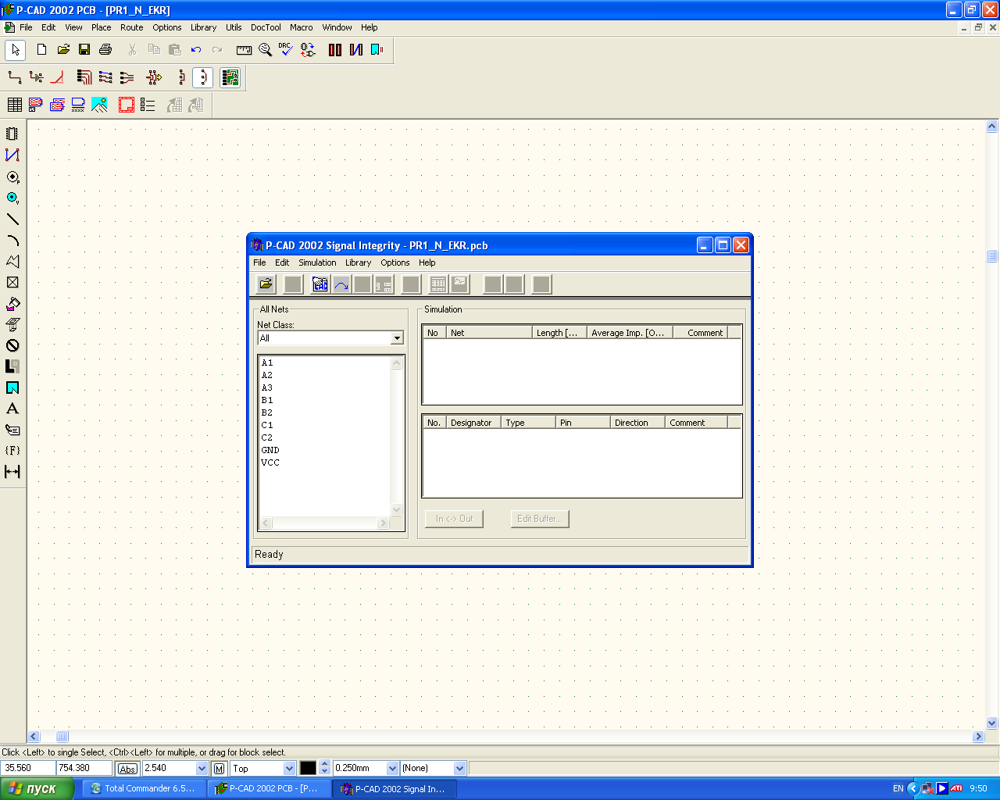 P-CAD 2002 PCB - [PR1_N_EKR]
File Edit View Place Route Options Library Utils DocTool Macro Window Help
DRC
P-CAD 2002 Signal Integrity - PR1_N_EKR.pcb
File Edit Simulation Library Options Help
All Nets
Net Class:
All
A1
A2
A3
B1
B2
C1
C2
GND
VCC
Simulation
No Net Length [... Average Imp. [O... Comment
No. Designator Type Pin Direction Comment
In <-> Out Edit Buffer...
Ready
A
{F}
Click <Left> to single Select, <Ctrl><Left> for multiple, or drag for block select.
35.560 754.380 Abs 2.540 M Top 0.250mm (None)
пуск Total Commander 6.5... P-CAD 2002 PCB - [P... P-CAD 2002 Signal In... EN ATI 9:50